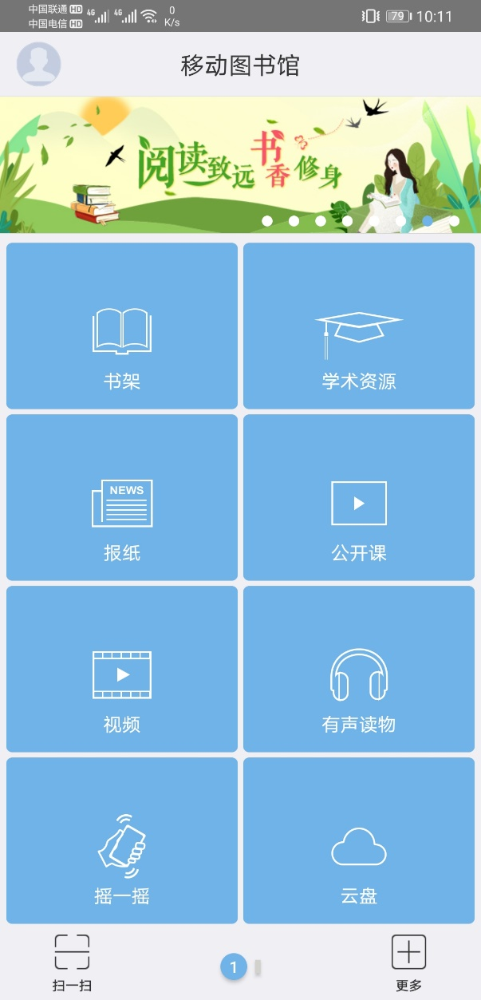 中国联通 HD 4G 4G 0 K/s 79 10:11
中国电信 HD
移动图书馆
阅读致远 书香修身
书架
学术资源
NEWS
报纸
公开课
视频
有声读物
摇一摇
云盘
扫一扫
1
更多